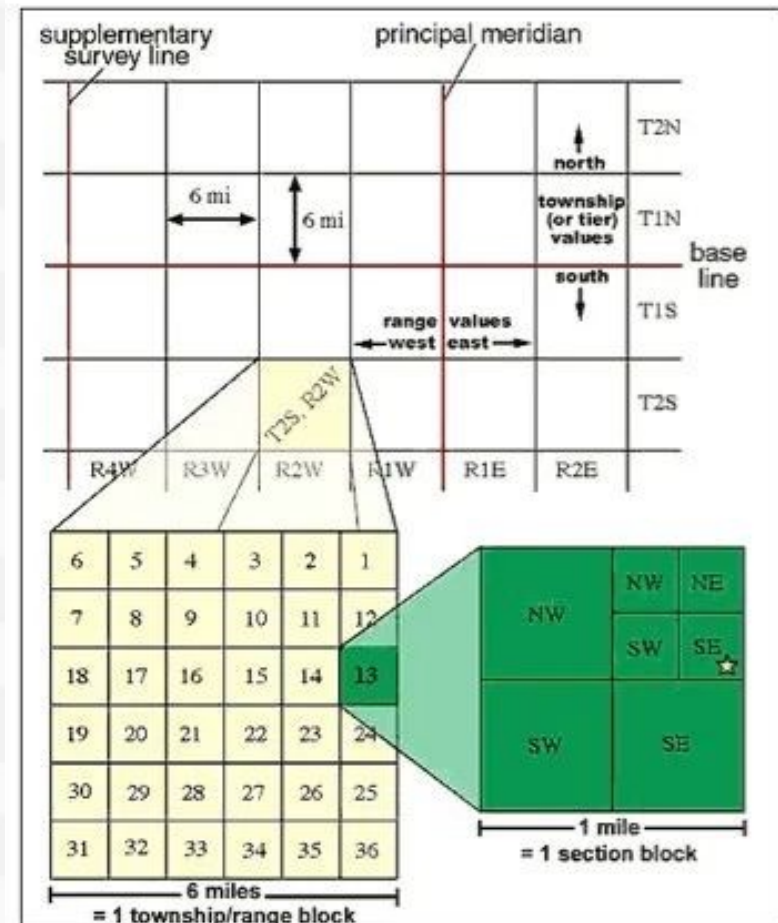 supplementary
survey line
principal meridian
T2N
north
6 mi
6 mi
township
(or tier)
values
T1N
base
line
south
T1S
range values
west east
T2S, R2W
T2S
R4W R3W R2W R1W R1E R2E
6 5 4 3 2 1
7 8 9 10 11 12
18 17 16 15 14 13
19 20 21 22 23 24
30 29 28 27 26 25
31 32 33 34 35 36
6 miles
= 1 township/range block
NW NW NE
SW SE
SW SE
1 mile
= 1 section block